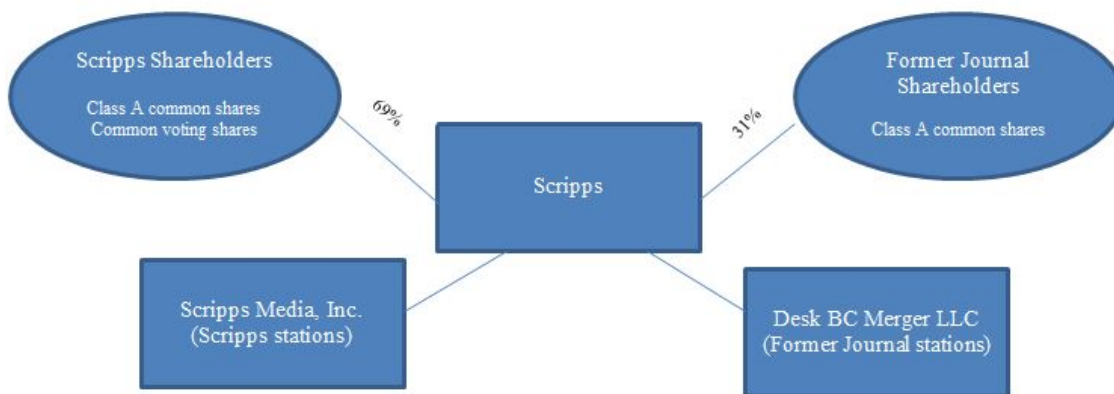 Scripps Shareholders
Class A common shares
Common voting shares
69%
Former Journal
Shareholders
Class A common shares
31%
Scripps
Scripps Media, Inc.
(Scripps stations)
Desk BC Merger LLC
(Former Journal stations)